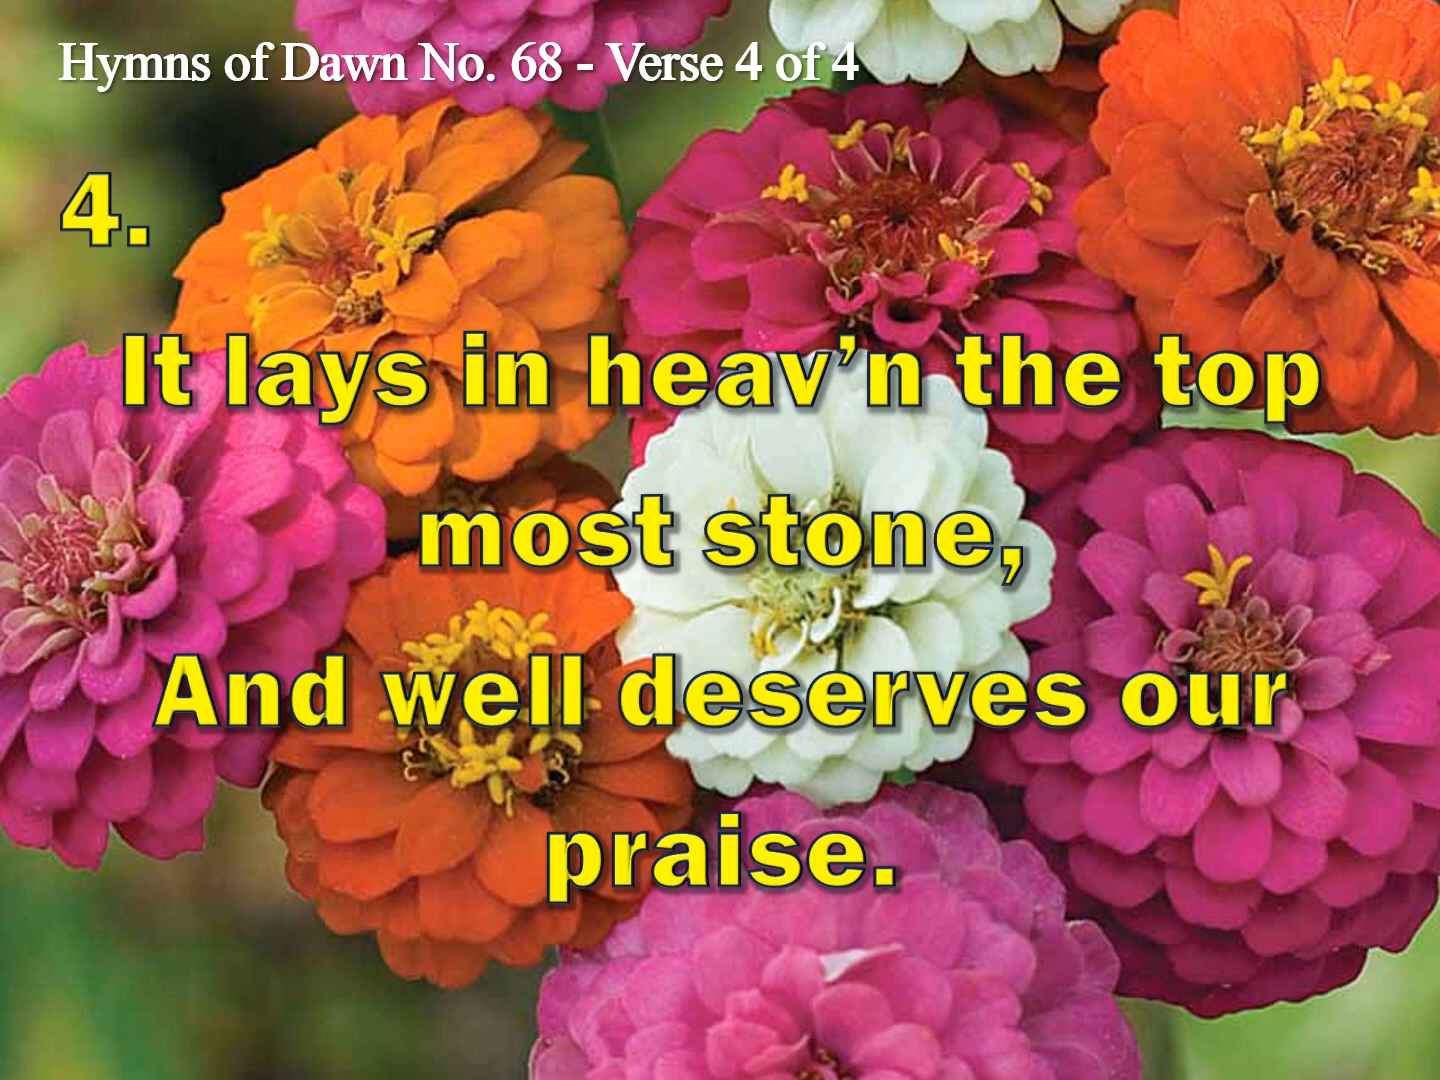 Hymns of Dawn No. 68 - Verse 4 of 4
4.
It lays in heav’n the top
most stone,
And well deserves our
praise.